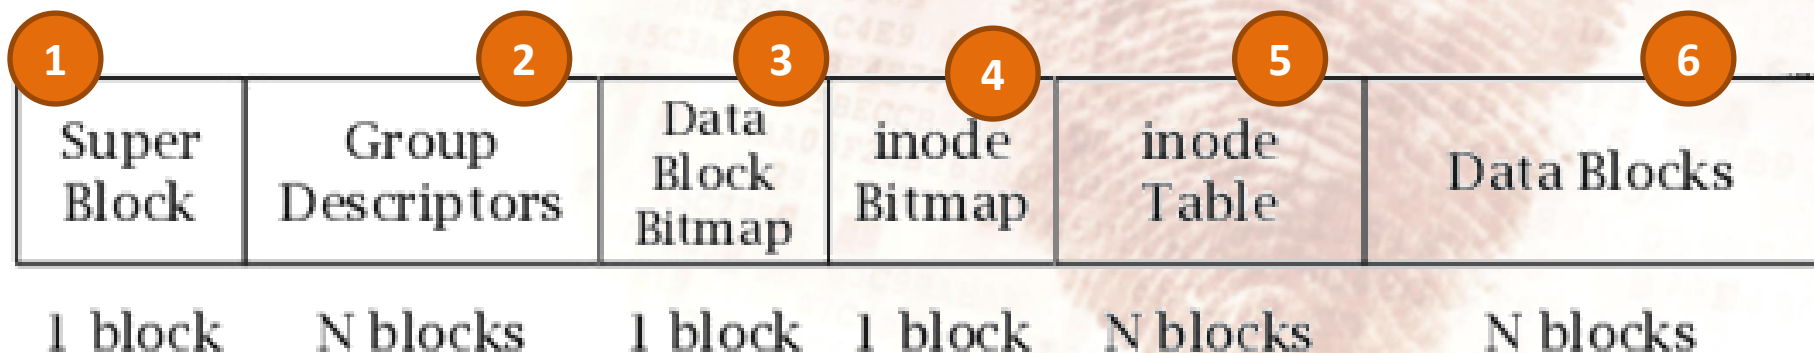 1
2
3
4
5
6
Super
Block
Group
Descriptors
Data
Block
Bitmap
inode
Bitmap
inode
Table
Data Blocks
1 block
N blocks
1 block
1 block
N blocks
N blocks